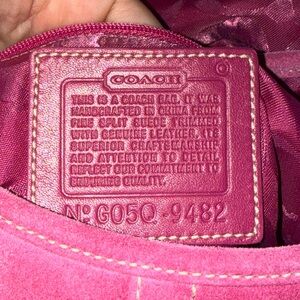 COACH
®
THIS IS A COACH BAG. IT WAS
HANDCRAFTED IN CHINA FROM
FINE SPLIT SUEDE TRIMMED
WITH GENUINE LEATHER. ITS
SUPERIOR CRAFTSMANSHIP
AND ATTENTION TO DETAIL
REFLECT OUR COMMITMENT TO
ENDURING QUALITY.
Nº G05Q-9482